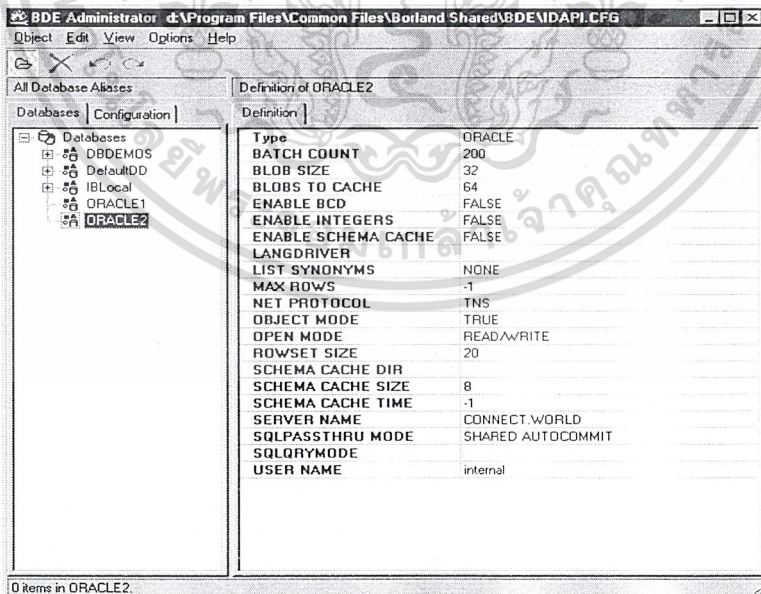 BDE Administrator d:\Program Files\Common Files\Borland Shared\BDE\IDAPI.CFG
Object Edit View Options Help
All Database Aliases
Definition of ORACLE2
Databases Configuration
Definition
Databases
DBDEMOS
DefaultDD
IBLocal
ORACLE1
ORACLE2
Type ORACLE
BATCH COUNT 200
BLOB SIZE 32
BLOBS TO CACHE 64
ENABLE BCD FALSE
ENABLE INTEGERS FALSE
ENABLE SCHEMA CACHE FALSE
LANGDRIVER
LIST SYNONYMS NONE
MAX ROWS -1
NET PROTOCOL TNS
OBJECT MODE TRUE
OPEN MODE READ/WRITE
ROWSET SIZE 20
SCHEMA CACHE DIR
SCHEMA CACHE SIZE 8
SCHEMA CACHE TIME -1
SERVER NAME CONNECT.WORLD
SQLPASSTHRU MODE SHARED AUTOCOMMIT
SQLQRYMODE
USER NAME internal
0 items in ORACLE2.